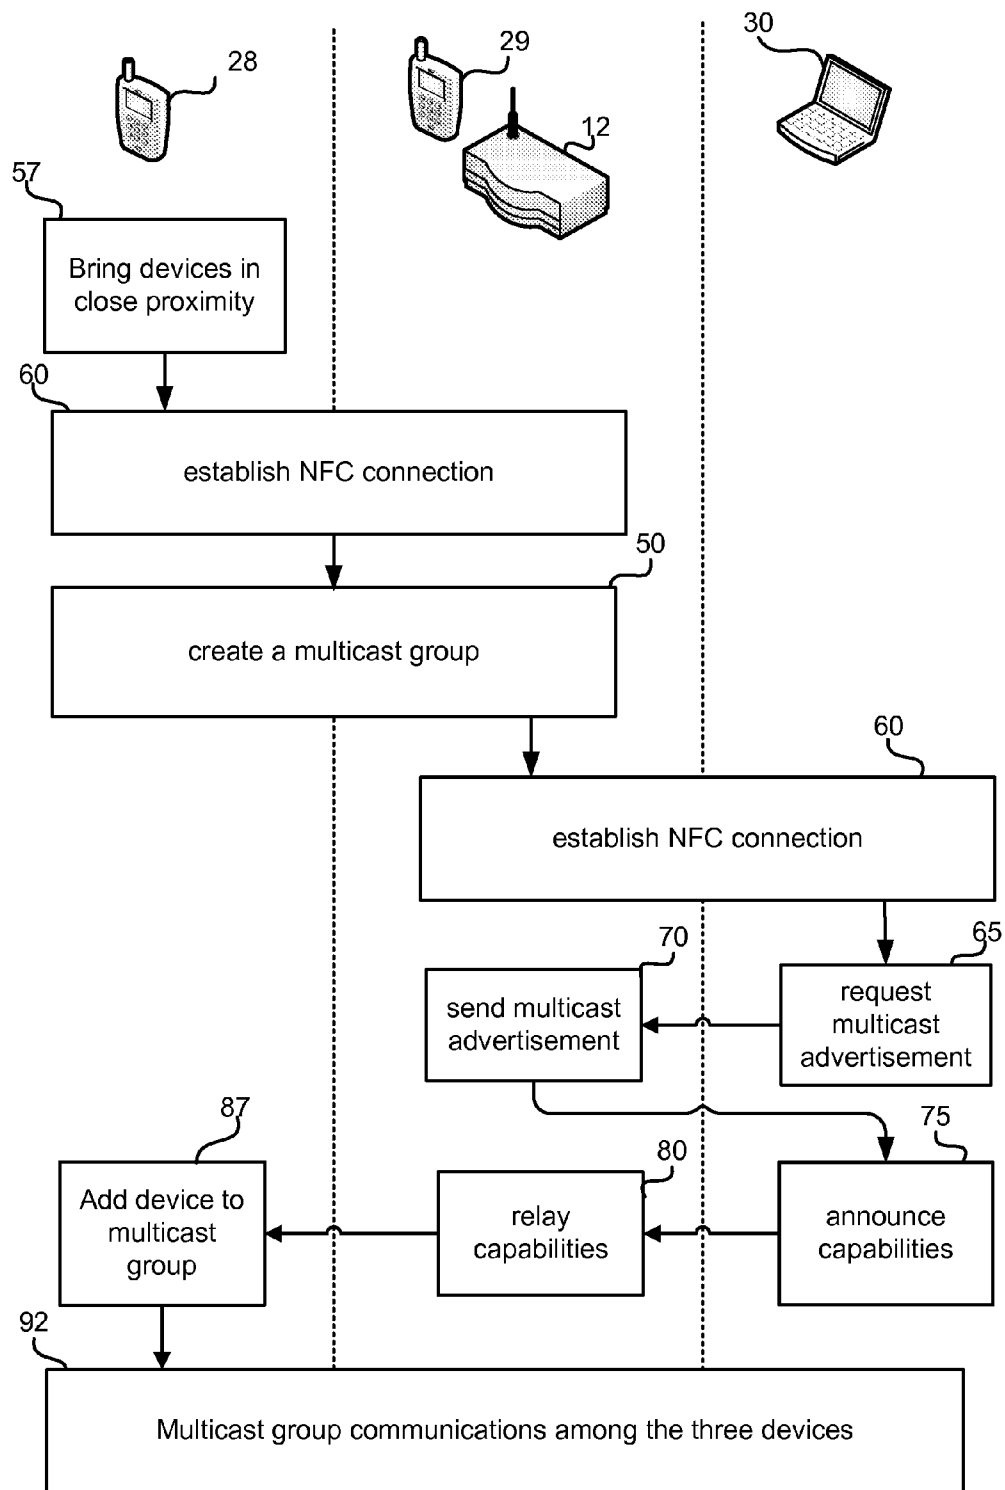 28
29
30
12
57
Bring devices in
close proximity
60
establish NFC connection
50
create a multicast group
60
establish NFC connection
65
request
multicast
advertisement
70
send multicast
advertisement
75
announce
capabilities
80
relay
capabilities
87
Add device to
multicast
group
92
Multicast group communications among the three devices